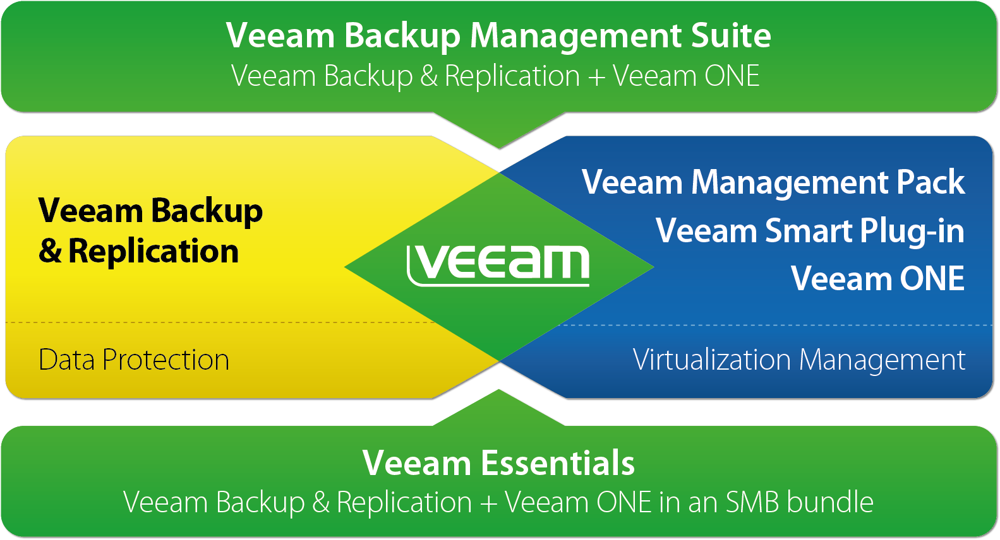 Veeam Backup Management Suite
Veeam Backup & Replication + Veeam ONE
Veeam Backup
& Replication
Data Protection
veeam
Veeam Management Pack
Veeam Smart Plug-in
Veeam ONE
Virtualization Management
Veeam Essentials
Veeam Backup & Replication + Veeam ONE in an SMB bundle